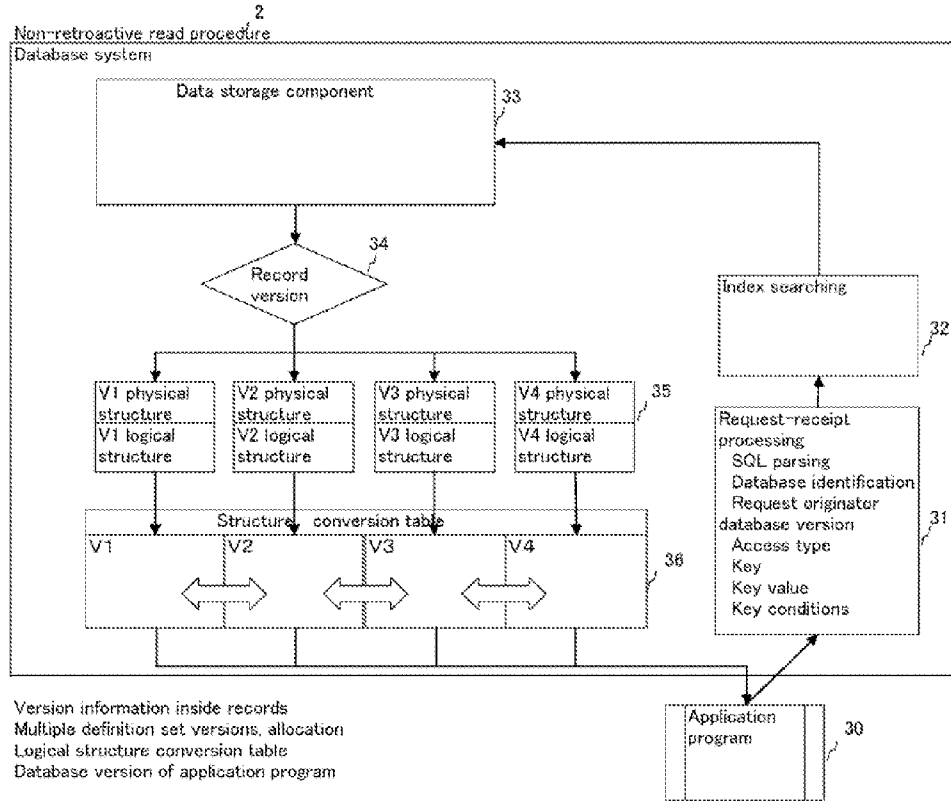 2
Non-retroactive read procedure
Database system
Data storage component
33
34
Record
version
Index searching
32
V1 physical
structure
V1 logical
structure
V2 physical
structure
V2 logical
structure
V3 physical
structure
V3 logical
structure
V4 physical
structure
V4 logical
structure
35
Request-receipt
processing
SQL parsing
Database identification
Request originator
database version
Access type
Key
Key value
Key conditions
31
Structure conversion table
V1
V2
V3
V4
36
Version information inside records
Multiple definition set versions, allocation
Logical structure conversion table
Database version of application program
Application
program
30